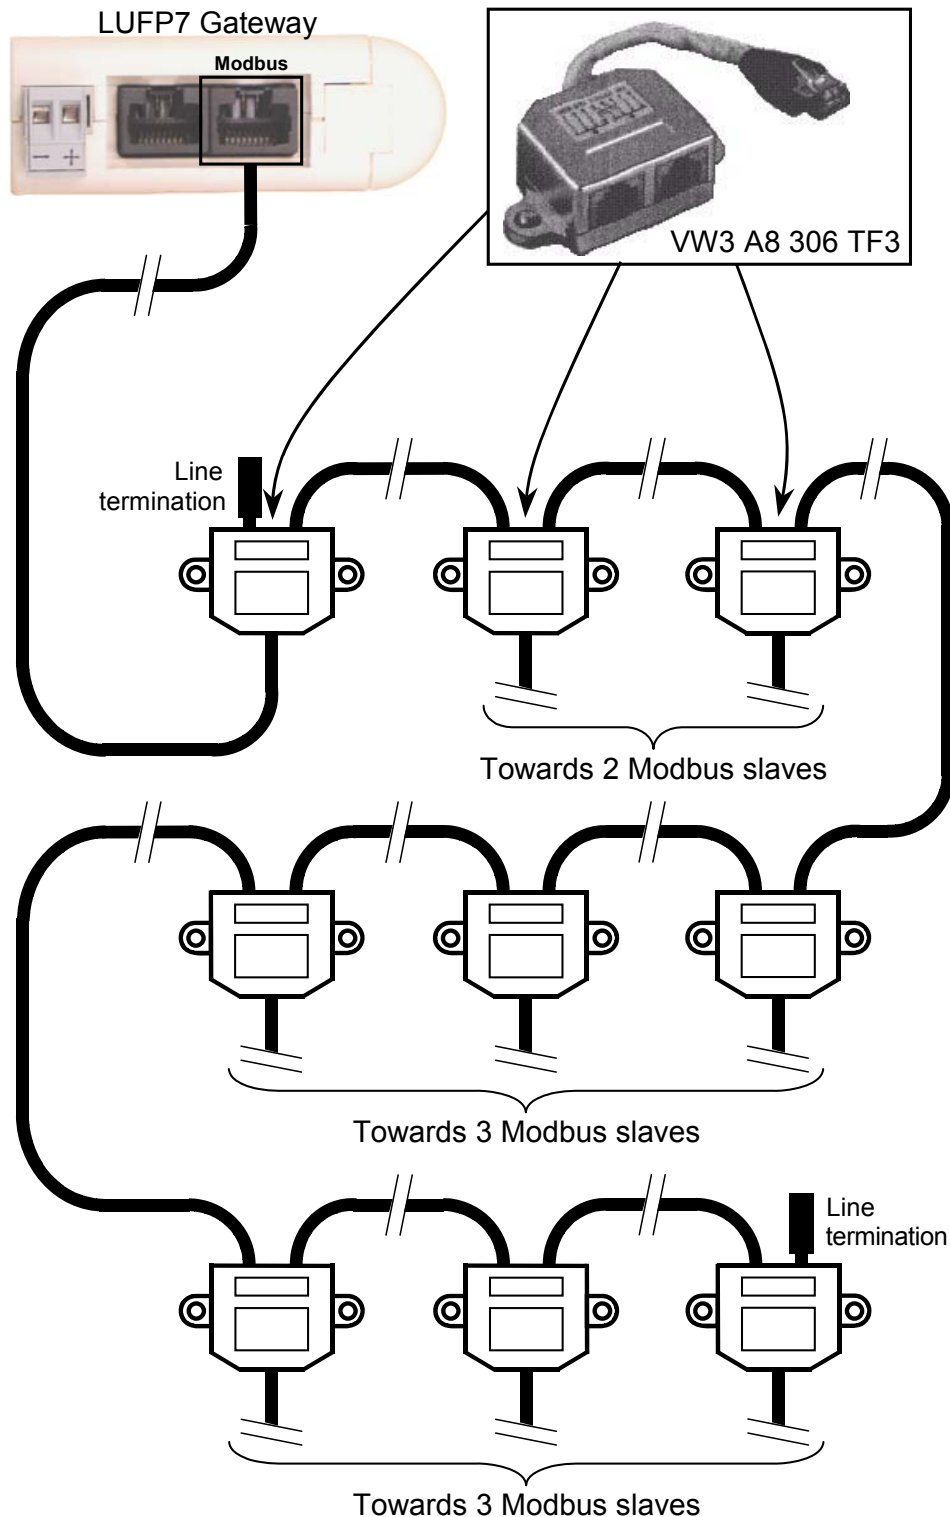 LUFP7 Gateway
Modbus
- +
VW3 A8 306 TF3
Line
termination
Towards 2 Modbus slaves
Towards 3 Modbus slaves
Line
termination
Towards 3 Modbus slaves